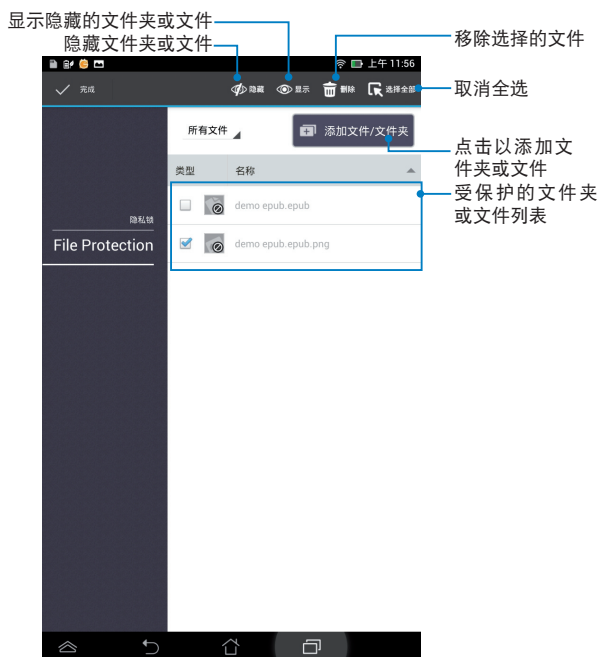 显示隐藏的文件夹或文件
隐藏文件夹或文件
移除选择的文件
上午 11:56
完成
隐藏
显示
删除
选择全部
取消全选
所有文件
添加文件/文件夹
点击以添加文
件夹或文件
类型
名称
受保护的文件夹
或文件列表
demo epub.epub
隐私锁
File Protection
demo epub.epub.png